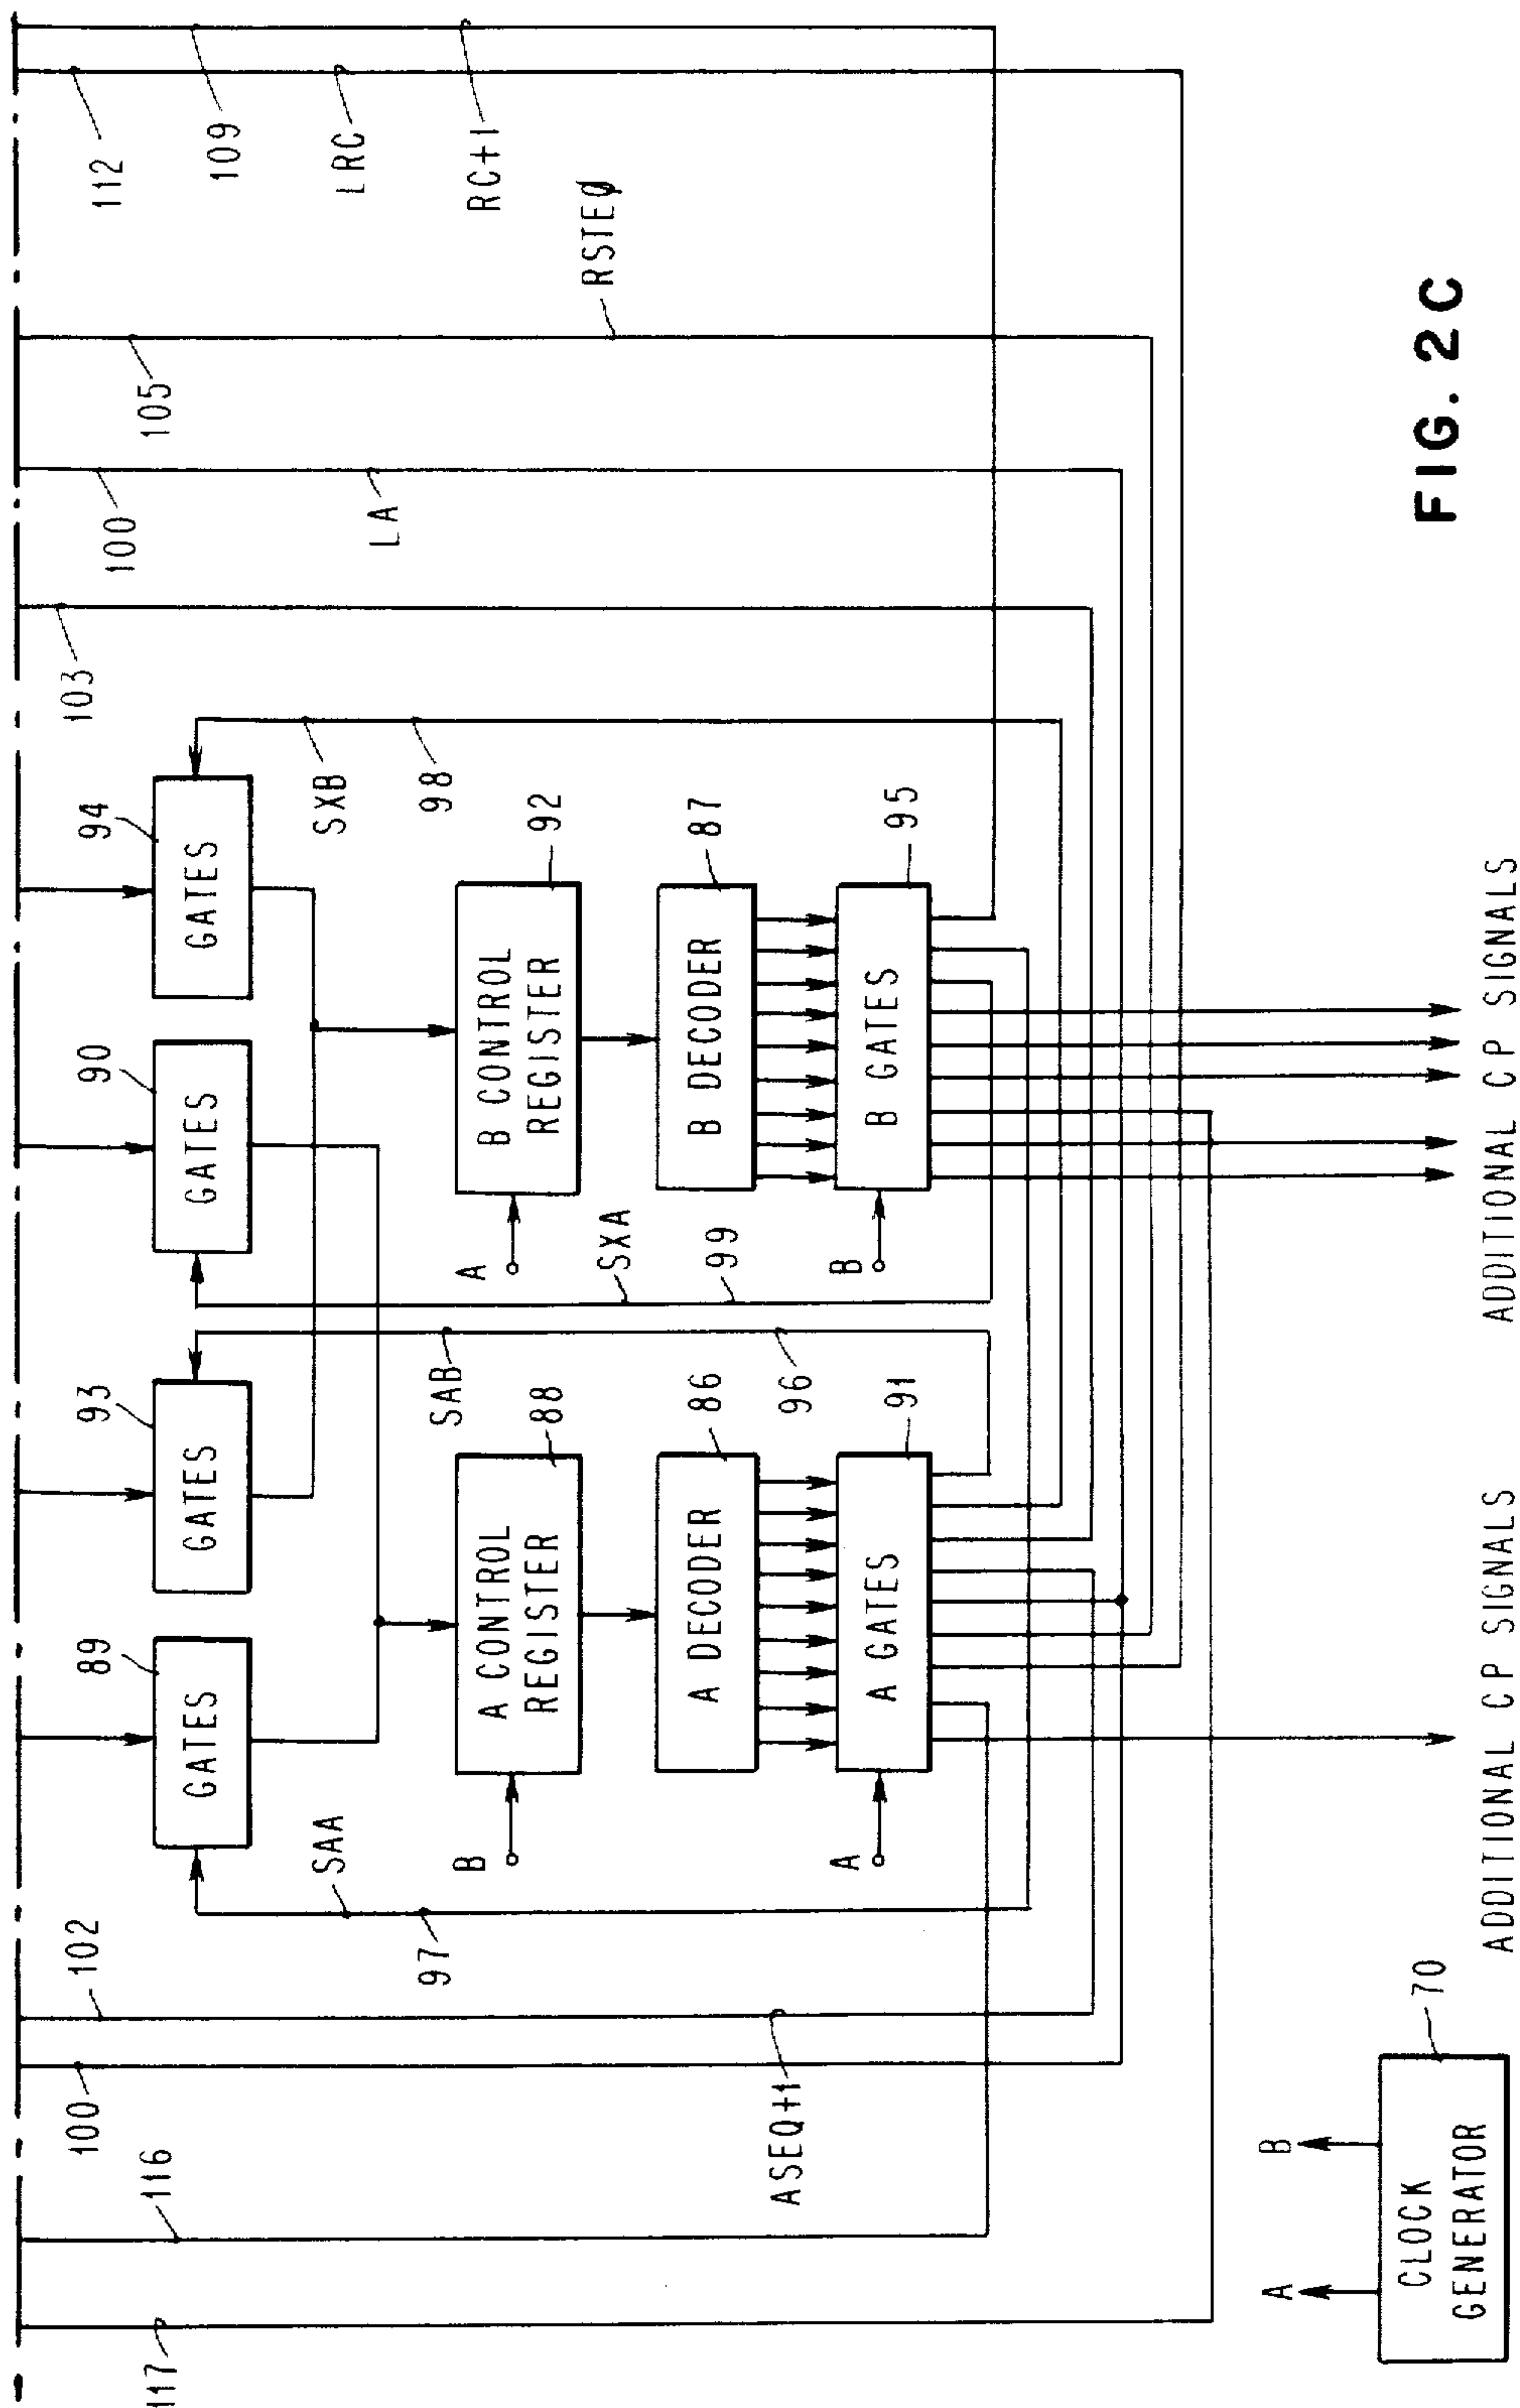 117
116
100
102
89
93
90
94
103
100
105
112
109
GATES
GATES
GATES
GATES
SAA
97
SAB
96
SXA
99
SXB
98
LA
LRC
RC+1
RSTEØ
B
A CONTROL
REGISTER
88
A
B CONTROL
REGISTER
92
A DECODER
86
B DECODER
87
ASEQ+1
A
A GATES
91
B
B GATES
95
A
B
CLOCK
GENERATOR
70
ADDITIONAL CP SIGNALS
ADDITIONAL CP SIGNALS
FIG. 2C